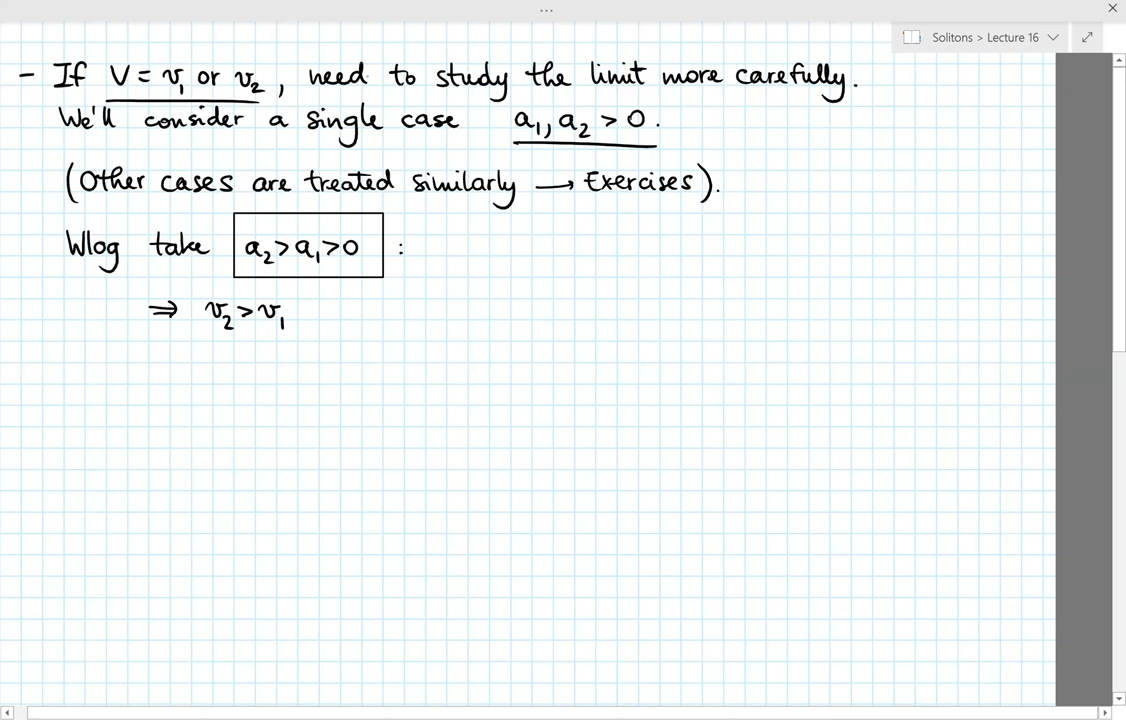 Solitons > Lecture 16
- If V = v₁ or v₂, need to study the limit more carefully.
We'll consider a single case a₁, a₂ > 0.
(Other cases are treated similarly → Exercises).
Wlog take a₂ > a₁ > 0 :
⇒ v₂ > v₁